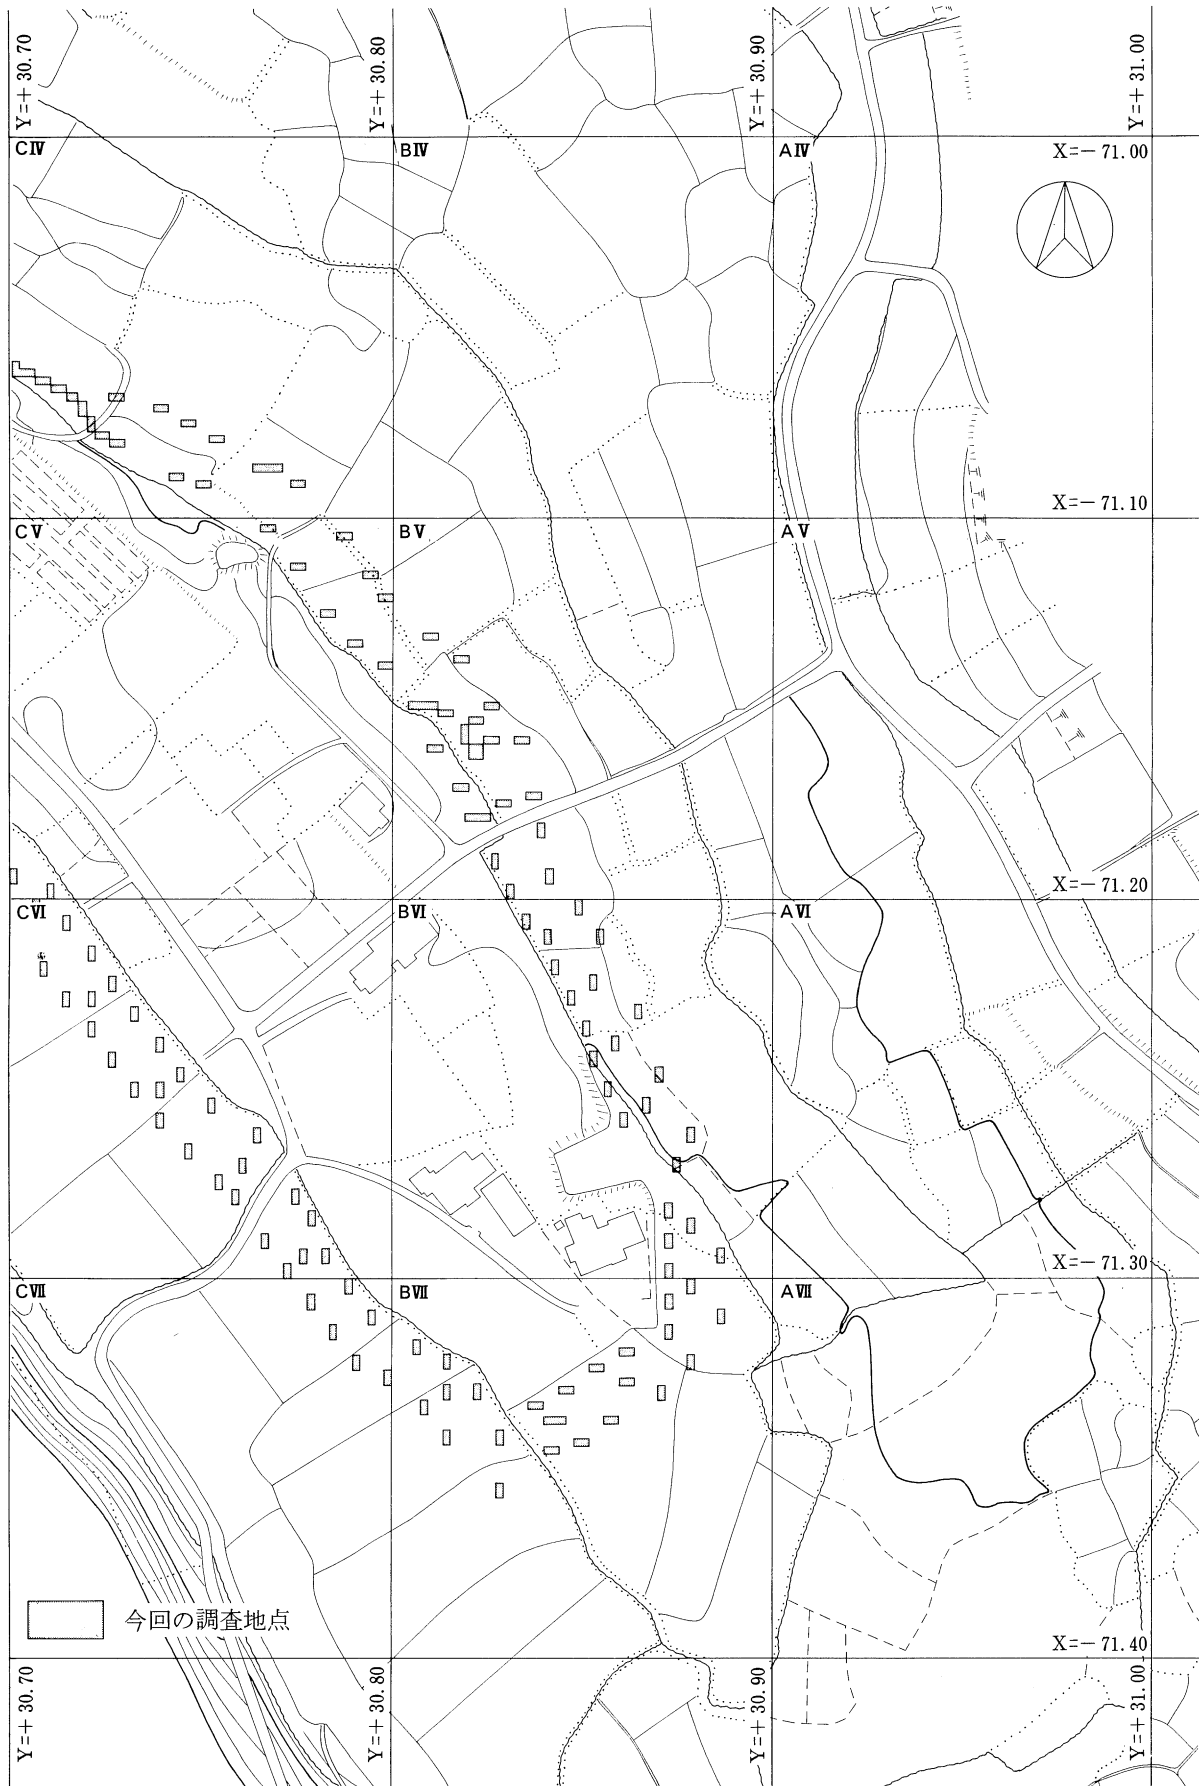 Y=+30.70
Y=+30.80
Y=+30.90
Y=+31.00
CⅣ
BⅣ
AⅣ
X=-71.00
X=-71.10
CⅤ
BⅤ
AⅤ
X=-71.20
CⅥ
BⅥ
AⅥ
X=-71.30
CⅦ
BⅦ
AⅦ
今回の調査地点
X=-71.40
Y=+30.70
Y=+30.80
Y=+30.90
Y=+31.00